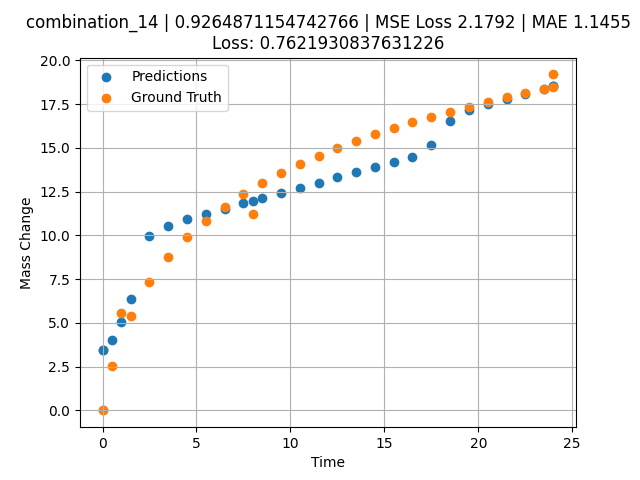 combination_14 | 0.9264871154742766 | MSE Loss 2.1792 | MAE 1.1455
Loss: 0.7621930837631226
20.0
17.5
15.0
12.5
10.0
7.5
5.0
2.5
0.0
Mass Change
Predictions
Ground Truth
0
5
10
15
20
25
Time